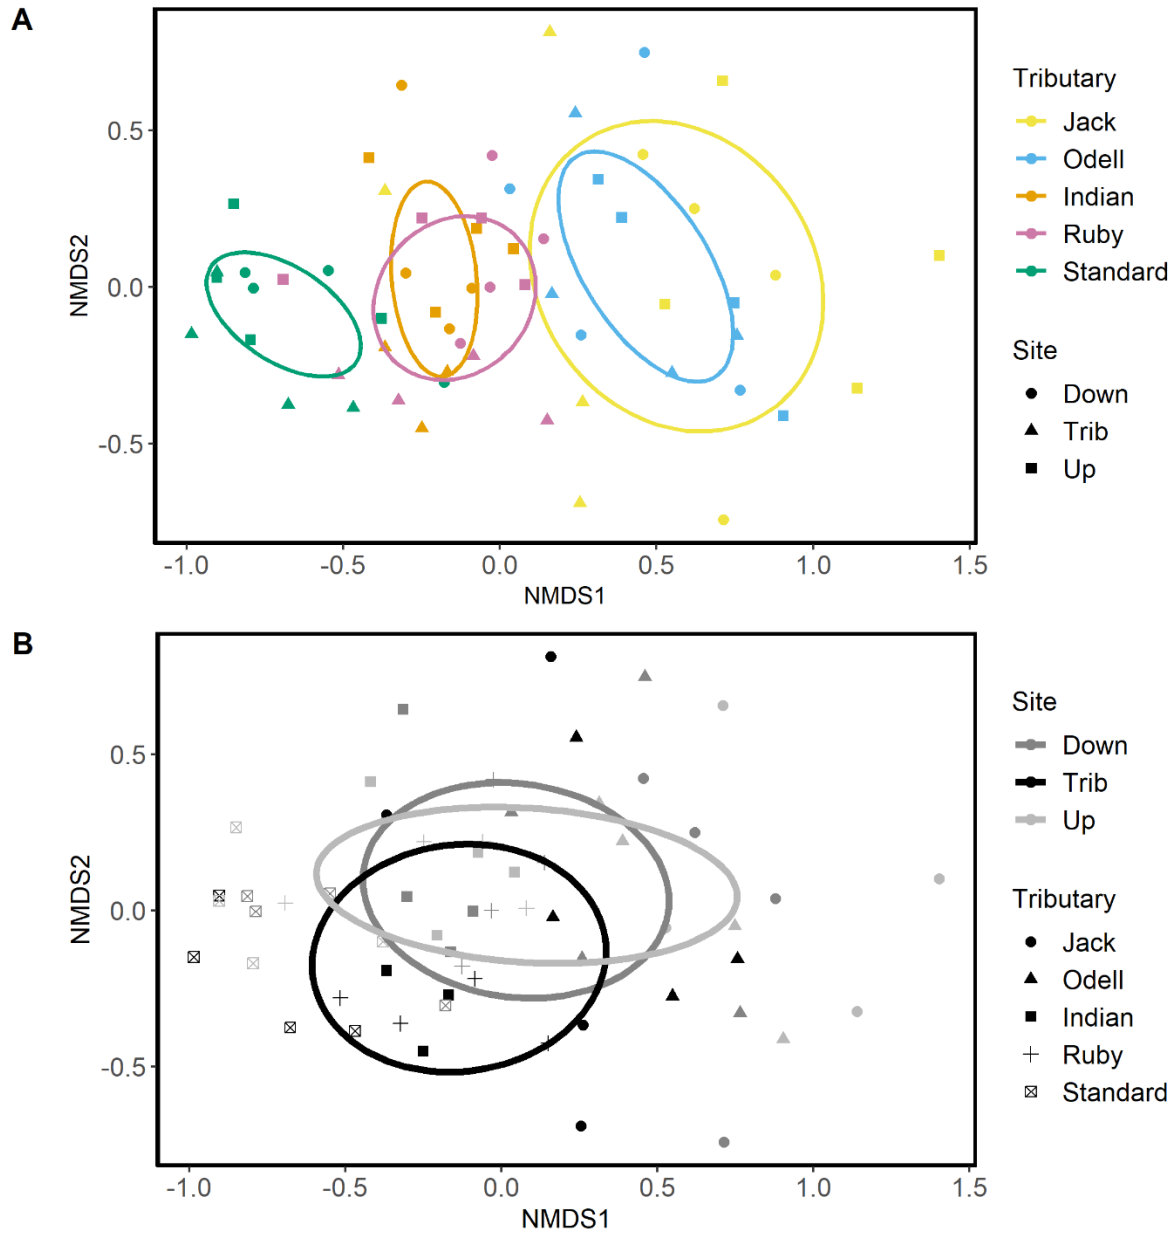 A
Tributary
Jack
Odell
Indian
Ruby
Standard
Site
Down
Trib
Up
NMDS2
0.5
0.0
-0.5
-1.0 -0.5 0.0 0.5 1.0 1.5
NMDS1
B
Site
Down
Trib
Up
Tributary
Jack
Odell
Indian
Ruby
Standard
NMDS2
0.5
0.0
-0.5
-1.0 -0.5 0.0 0.5 1.0 1.5
NMDS1